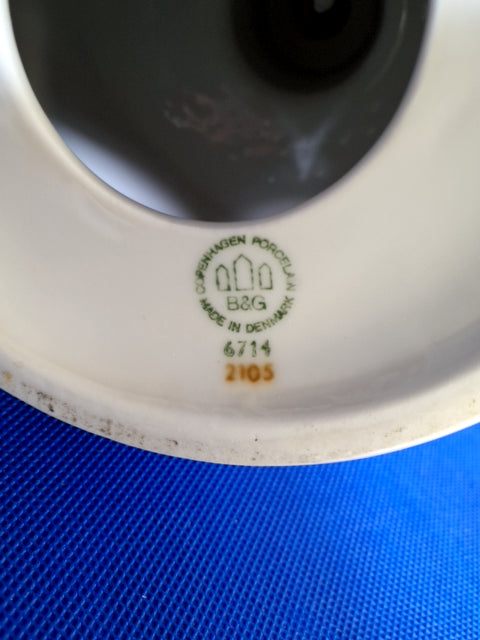 COPENHAGEN PORCELAIN
B&G
MADE IN DENMARK
6714
2105